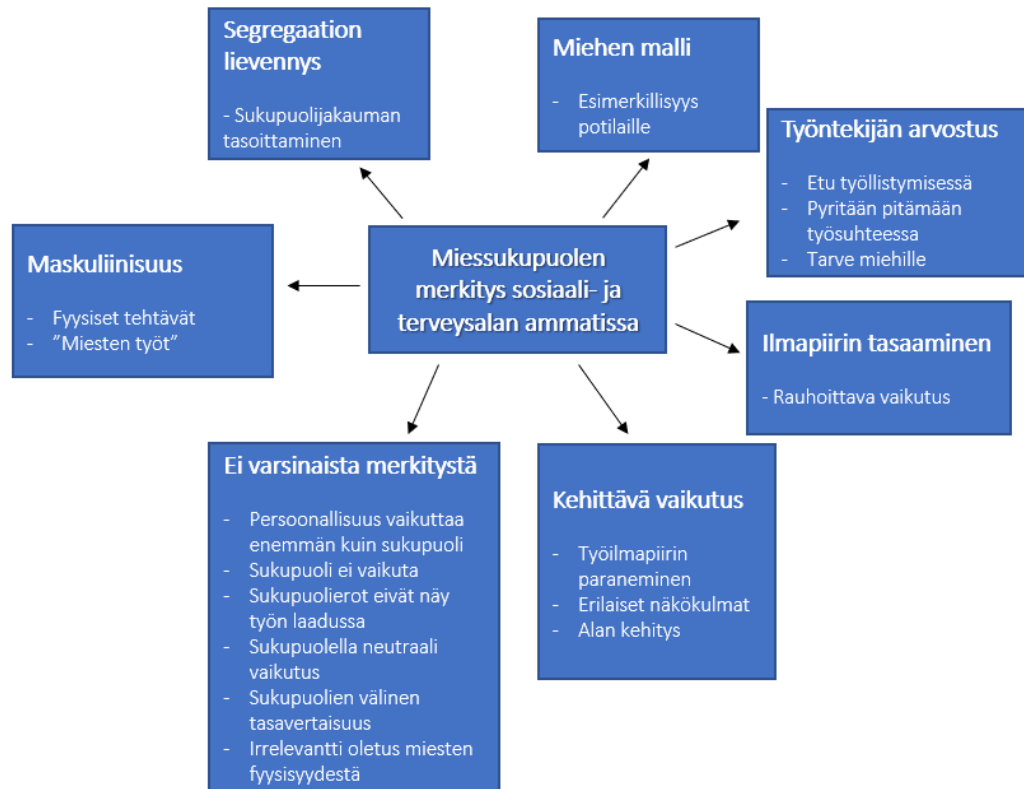 Segregaation
lievennys
- Sukupuolijakauman
tasoittaminen
Miehen malli
- Esimerkillisyys
potilaille
Työntekijän arvostus
- Etu työllistymisessä
- Pyritään pitämään
työsuhteessa
- Tarve miehille
Maskuliinisuus
- Fyysiset tehtävät
- ”Miesten työt”
Miessukupuolen
merkitys sosiaali- ja
terveysalan ammatissa
Ilmapiirin tasaaminen
- Rauhoittava vaikutus
Ei varsinaista merkitystä
- Persoonallisuus vaikuttaa
enemmän kuin sukupuoli
- Sukupuoli ei vaikuta
- Sukupuolierot eivät näy
työn laadussa
- Sukupuolella neutraali
vaikutus
- Sukupuolien välinen
tasavertaisuus
- Irrelevantti oletus miesten
fyysisyydestä
Kehittävä vaikutus
- Työilmapiirin
paraneminen
- Erilaiset näkökulmat
- Alan kehitys